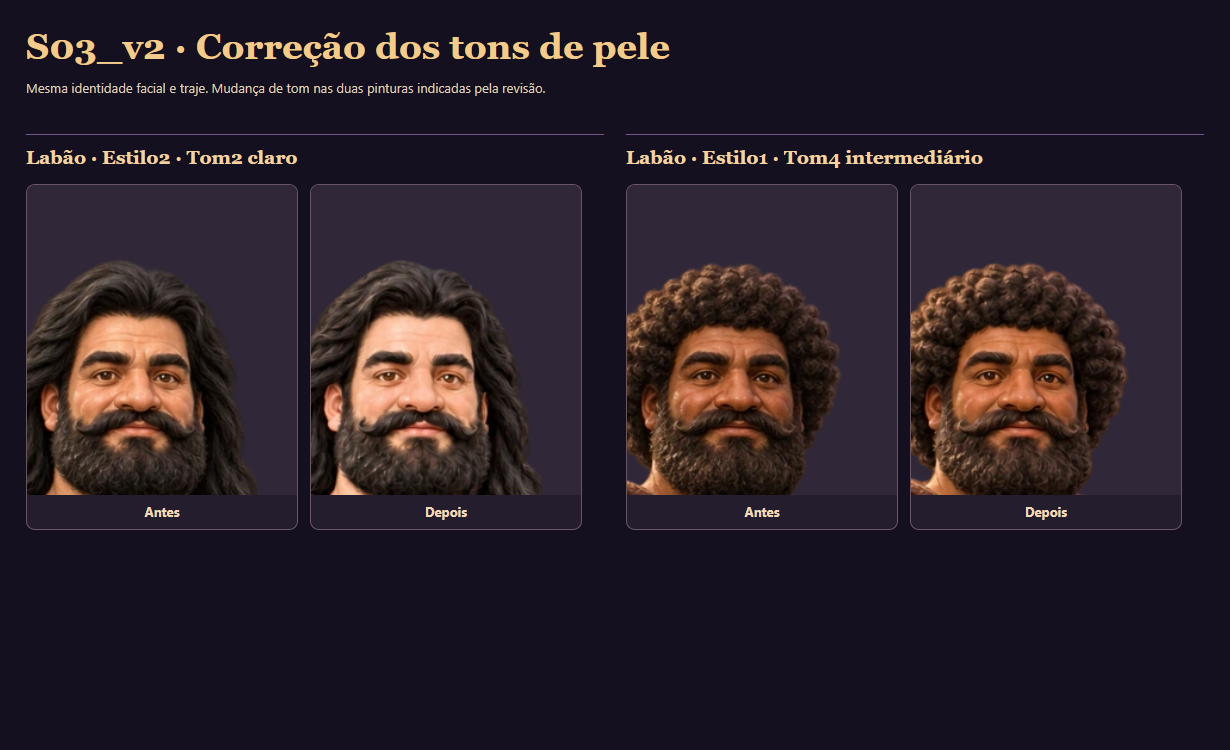 S03_v2 · Correção dos tons de pele
Mesma identidade facial e traje. Mudança de tom nas duas pinturas indicadas pela revisão.
Labão · Estilo2 · Tom2 claro
Antes
Depois
Labão · Estilo1 · Tom4 intermediário
Antes
Depois